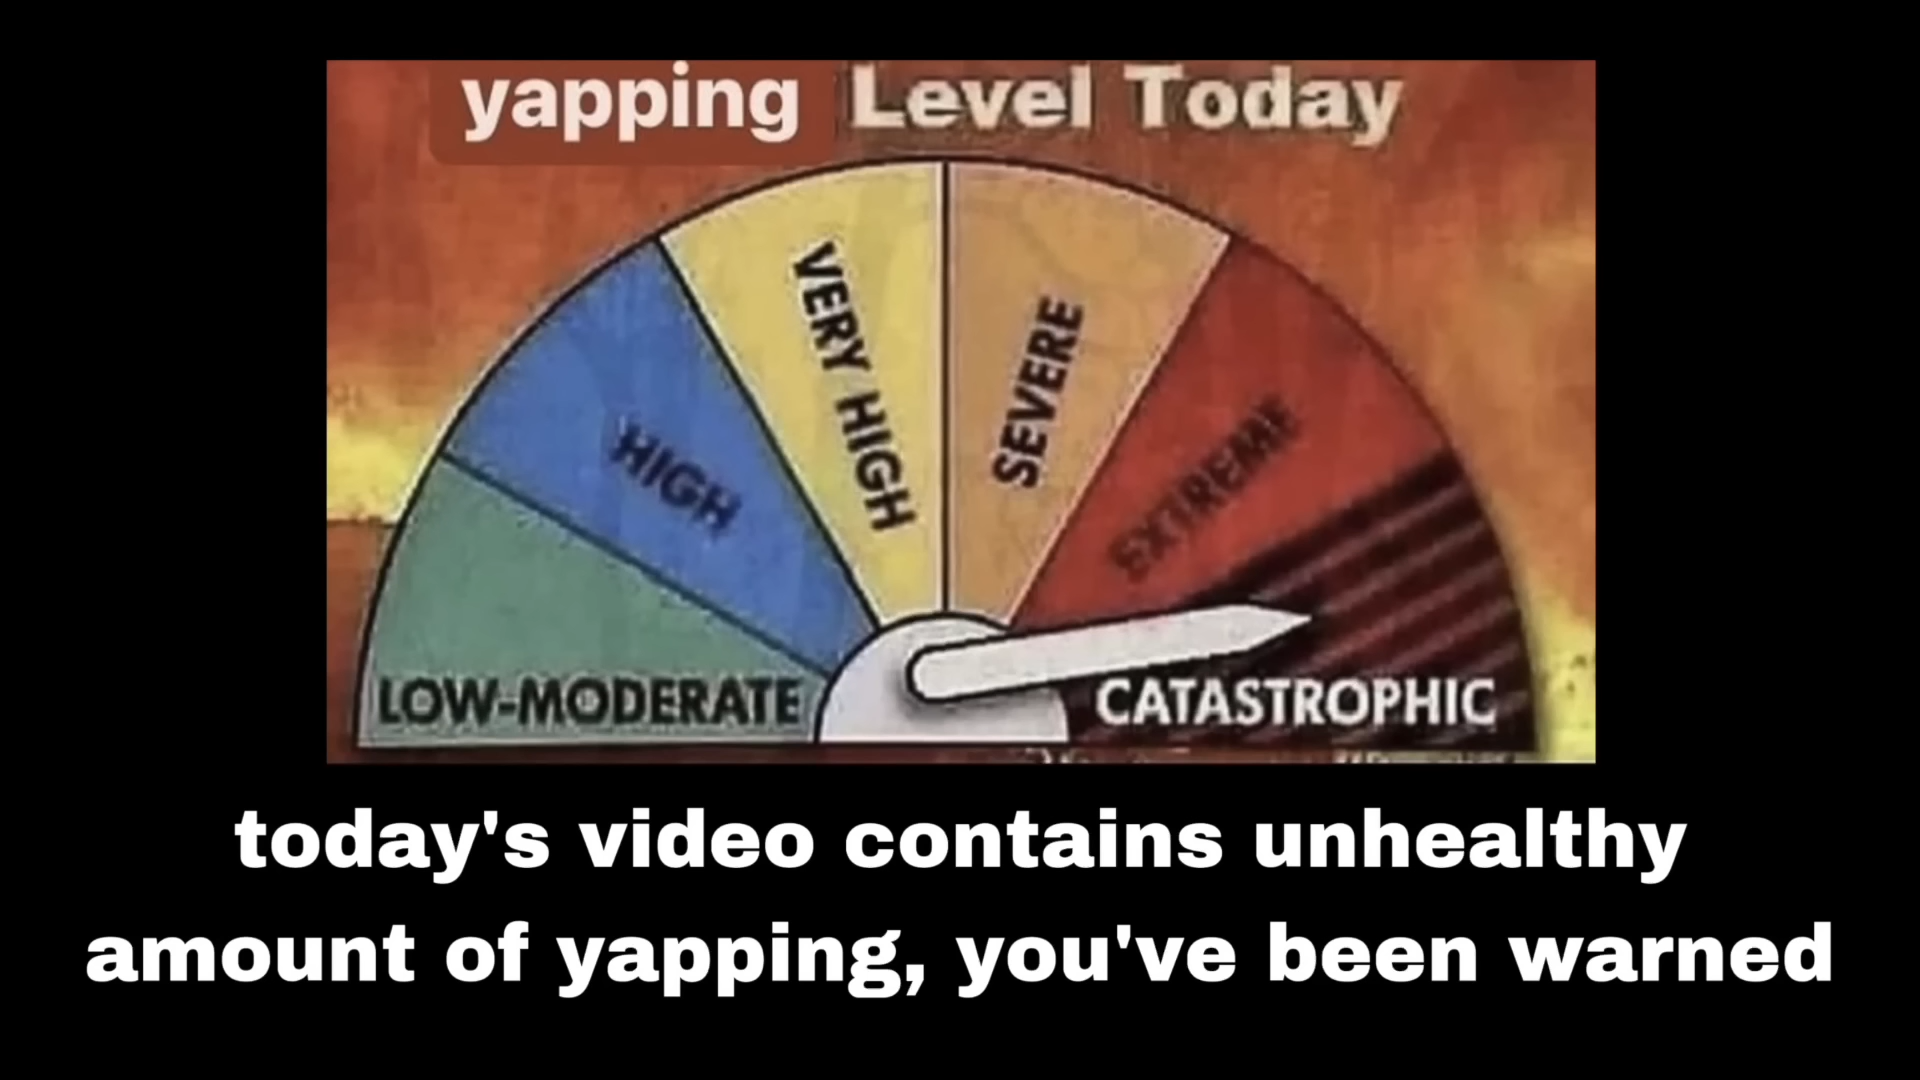 yapping Level Today
VERY HIGH
SEVERE
HIGH
EXTREME
LOW-MODERATE
CATASTROPHIC
today's video contains unhealthy
amount of yapping, you've been warned